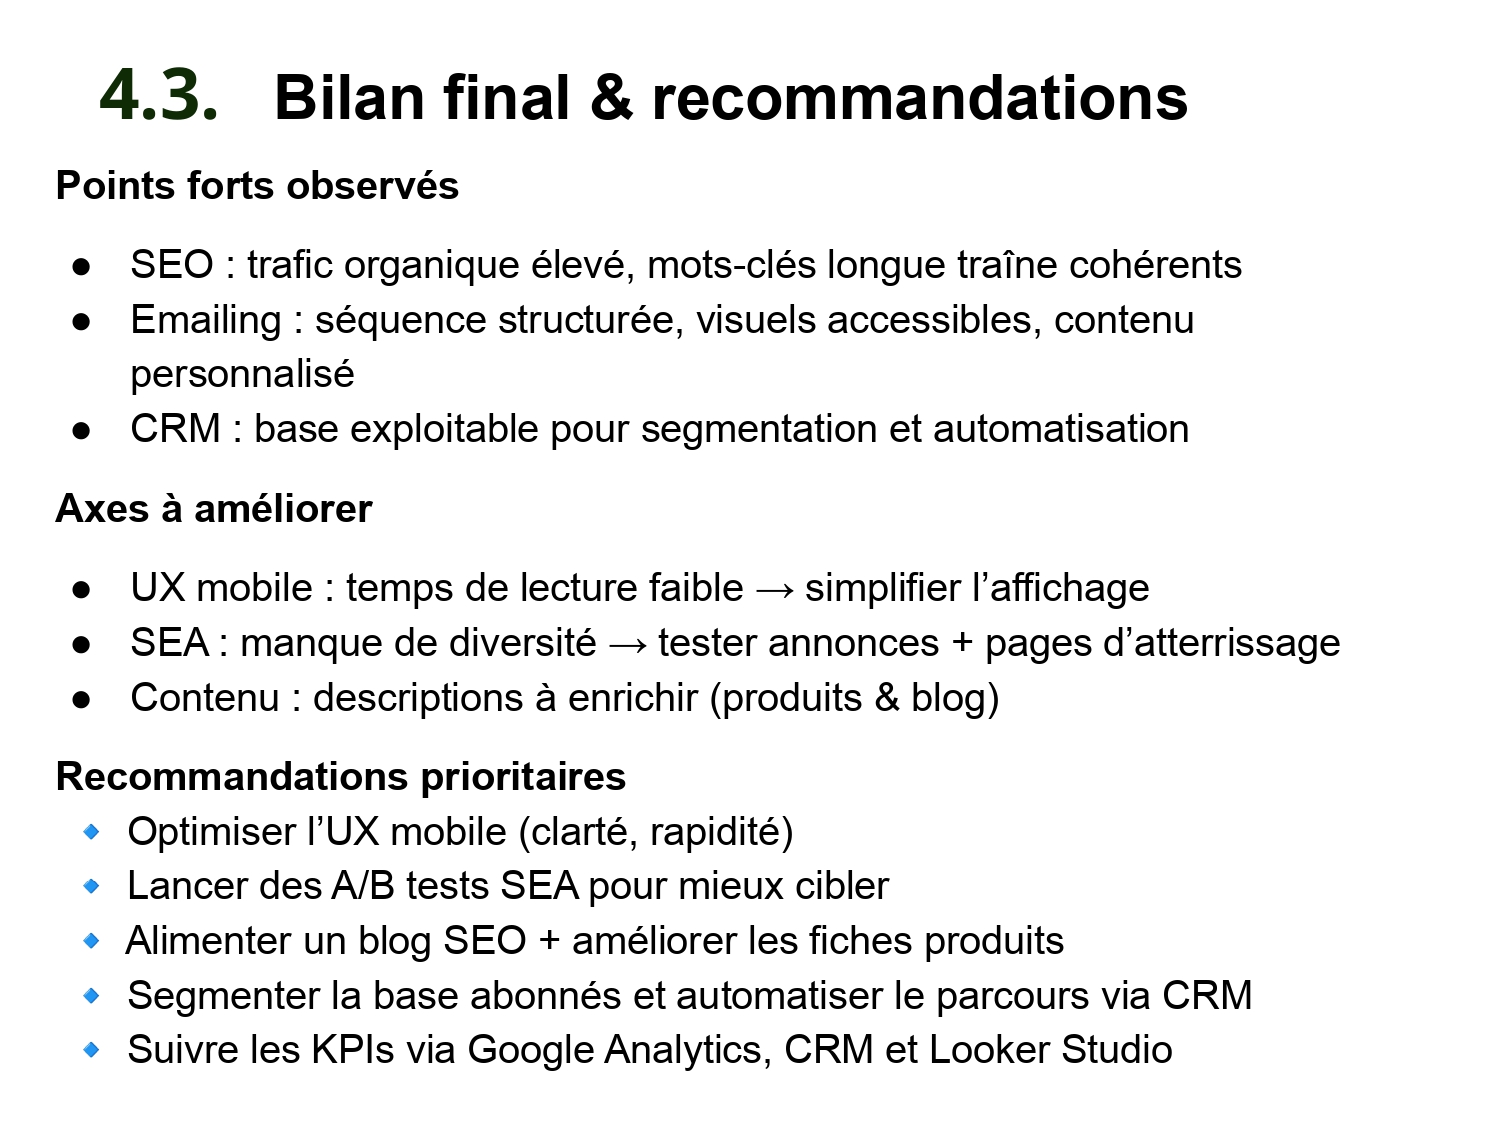 4.3. Bilan final & recommandations
Points forts observés
● SEO : trafic organique élevé, mots-clés longue traîne cohérents
● Emailing : séquence structurée, visuels accessibles, contenu
personnalisé
● CRM : base exploitable pour segmentation et automatisation
Axes à améliorer
● UX mobile : temps de lecture faible → simplifier l’affichage
● SEA : manque de diversité → tester annonces + pages d’atterrissage
● Contenu : descriptions à enrichir (produits & blog)
Recommandations prioritaires
🔹 Optimiser l’UX mobile (clarté, rapidité)
🔹 Lancer des A/B tests SEA pour mieux cibler
🔹 Alimenter un blog SEO + améliorer les fiches produits
🔹 Segmenter la base abonnés et automatiser le parcours via CRM
🔹 Suivre les KPIs via Google Analytics, CRM et Looker Studio